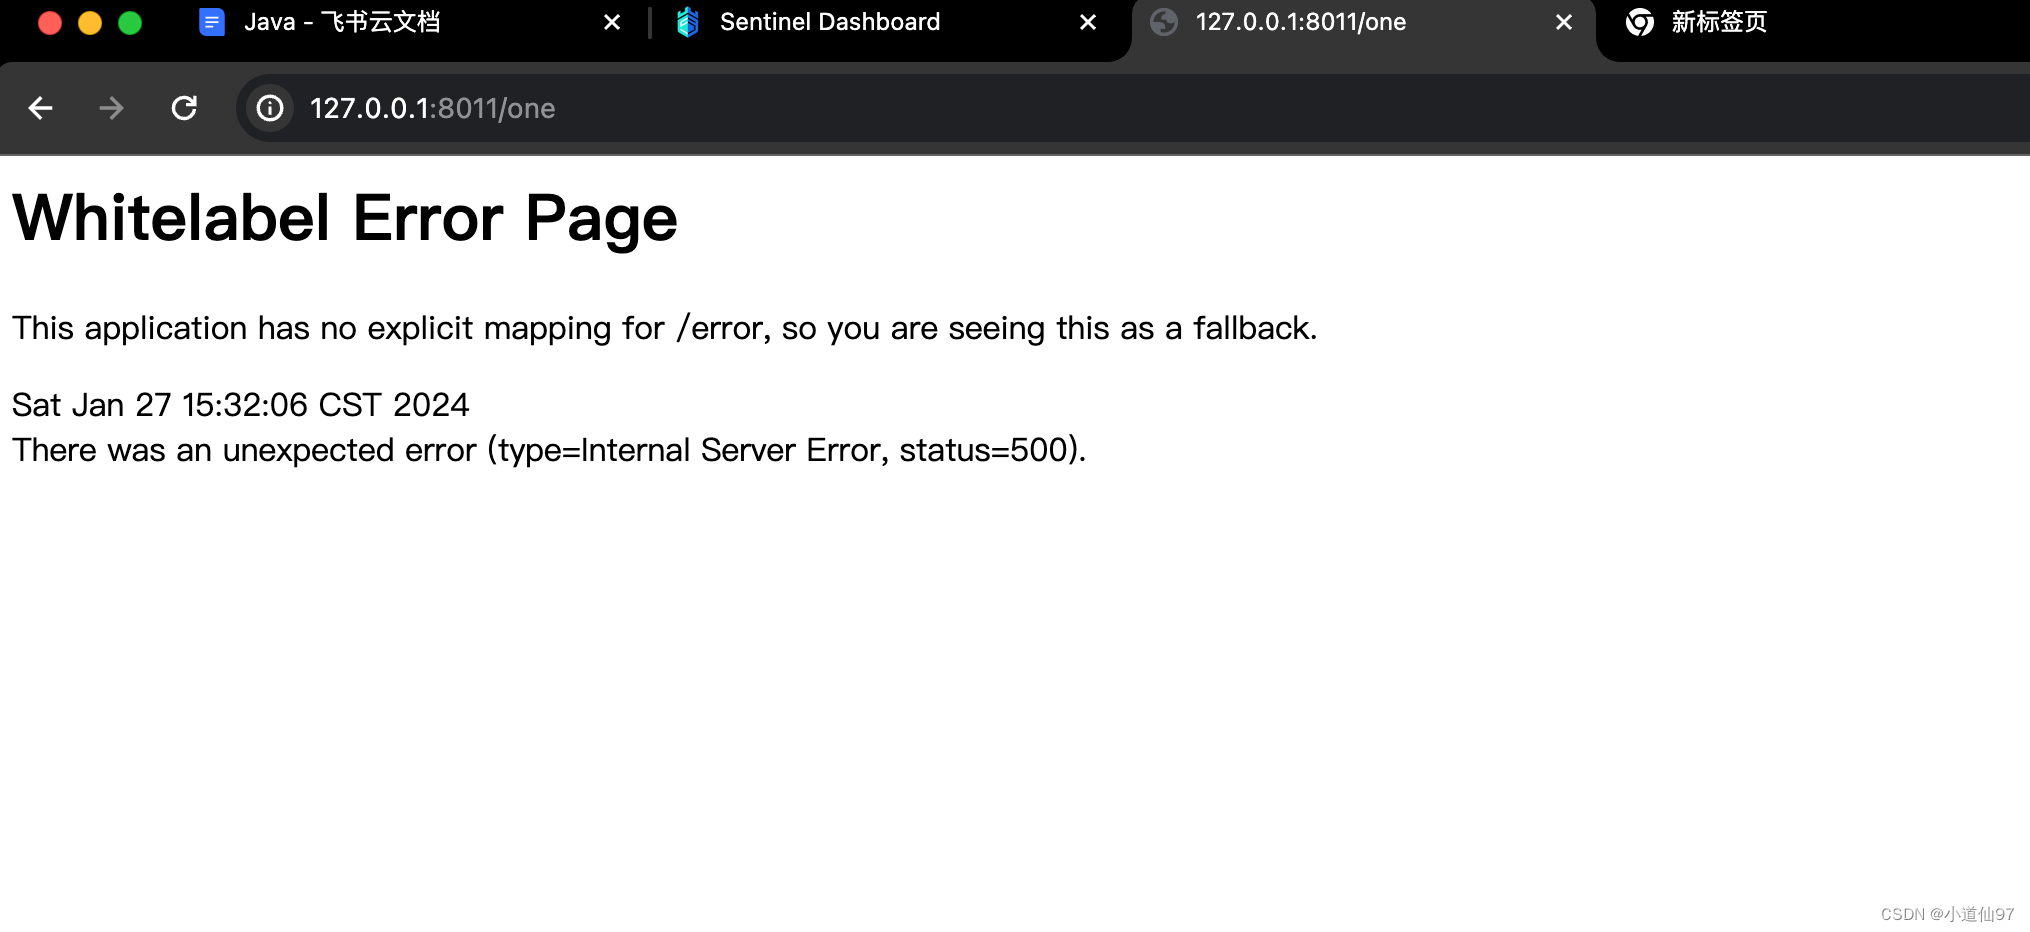 Java - 飞书云文档
Sentinel Dashboard
127.0.0.1:8011/one
新标签页
127.0.0.1:8011/one
Whitelabel Error Page
This application has no explicit mapping for /error, so you are seeing this as a fallback.
Sat Jan 27 15:32:06 CST 2024
There was an unexpected error (type=Internal Server Error, status=500).
CSDN @小道仙97